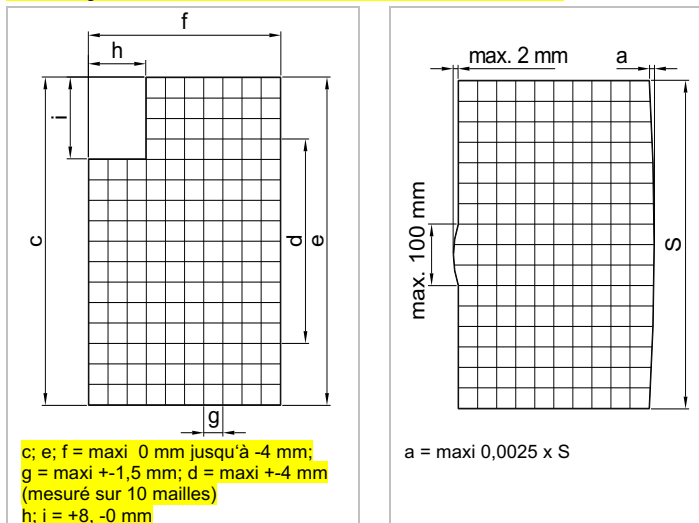 f
h
i
c
d
e
g
c; e; f = maxi 0 mm jusqu‘à -4 mm;
g = maxi +-1,5 mm; d = maxi +-4 mm
(mesuré sur 10 mailles)
h; i = +8, -0 mm
max. 2 mm
a
max. 100 mm
S
a = maxi 0,0025 x S